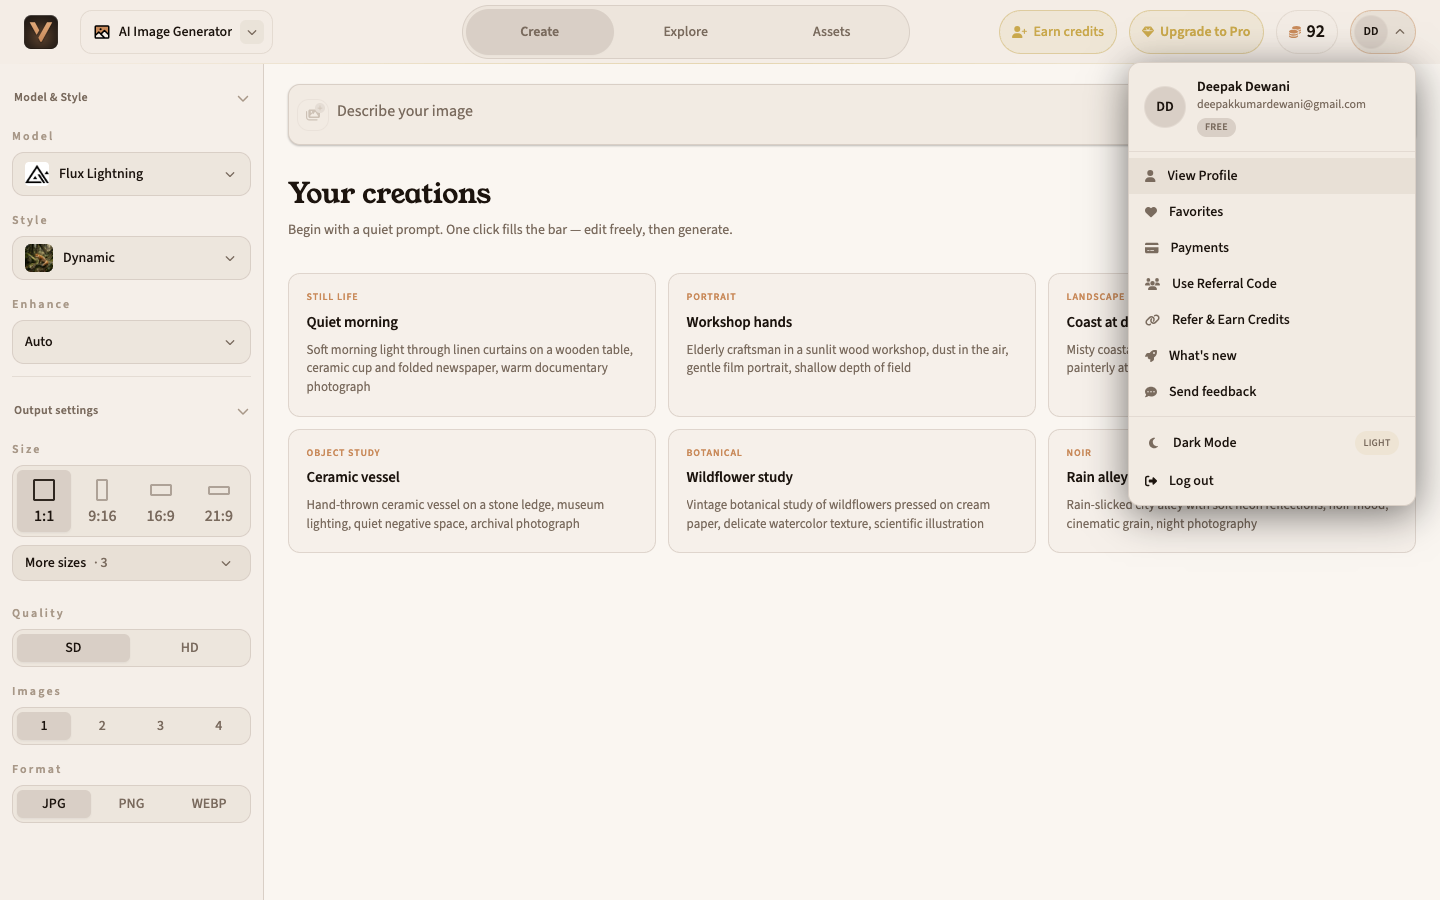 AI Image Generator
Create
Explore
Assets
Earn credits
Upgrade to Pro
92
DD
Model & Style
Model
Flux Lightning
Style
Dynamic
Enhance
Auto
Output settings
Size
1:1
9:16
16:9
21:9
More sizes · 3
Quality
SD
HD
Images
1
2
3
4
Format
JPG
PNG
WEBP
Describe your image
Your creations
Begin with a quiet prompt. One click fills the bar — edit freely, then generate.
STILL LIFE
Quiet morning
Soft morning light through linen curtains on a wooden table,
ceramic cup and folded newspaper, warm documentary
photograph
PORTRAIT
Workshop hands
Elderly craftsman in a sunlit wood workshop, dust in the air,
gentle film portrait, shallow depth of field
LANDSCAPE
Coast at
Misty
painterly
OBJECT STUDY
Ceramic vessel
Hand-thrown ceramic vessel on a stone ledge, museum
lighting, quiet negative space, archival photograph
BOTANICAL
Wildflower study
Vintage botanical study of wildflowers pressed on cream
paper, delicate watercolor texture, scientific illustration
NOIR
Rain alley
Rain-slicked city alley with soft neon reflections, noir mood,
cinematic grain, night photography
DD
Deepak Dewani
deepakkumardewani@gmail.com
FREE
View Profile
Favorites
Payments
Use Referral Code
Refer & Earn Credits
What's new
Send feedback
Dark Mode
LIGHT
Log out